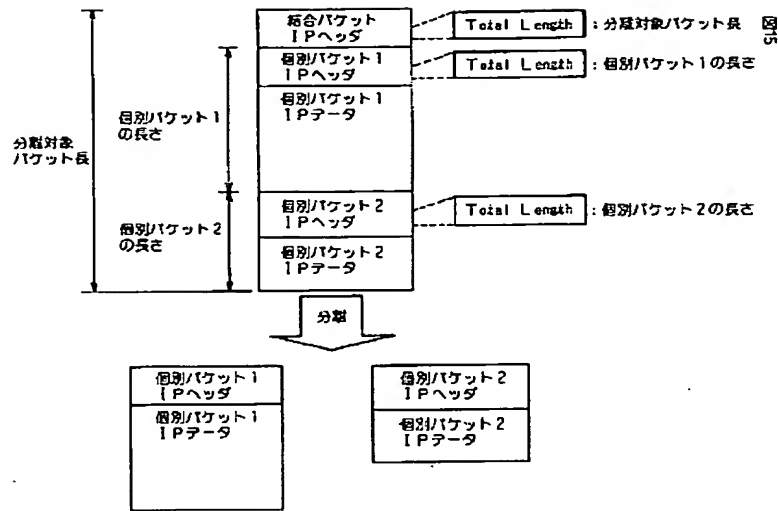 図15
結合パケット
IPヘッダ
Total Length : 分離対象パケット長
個別パケット1
IPヘッダ
Total Length : 個別パケット1の長さ
個別パケット1
IPデータ
個別パケット1
の長さ
分離対象
パケット長
個別パケット2
IPヘッダ
Total Length : 個別パケット2の長さ
個別パケット2
の長さ
個別パケット2
IPデータ
分離
個別パケット1
IPヘッダ
個別パケット1
IPデータ
個別パケット2
IPヘッダ
個別パケット2
IPデータ